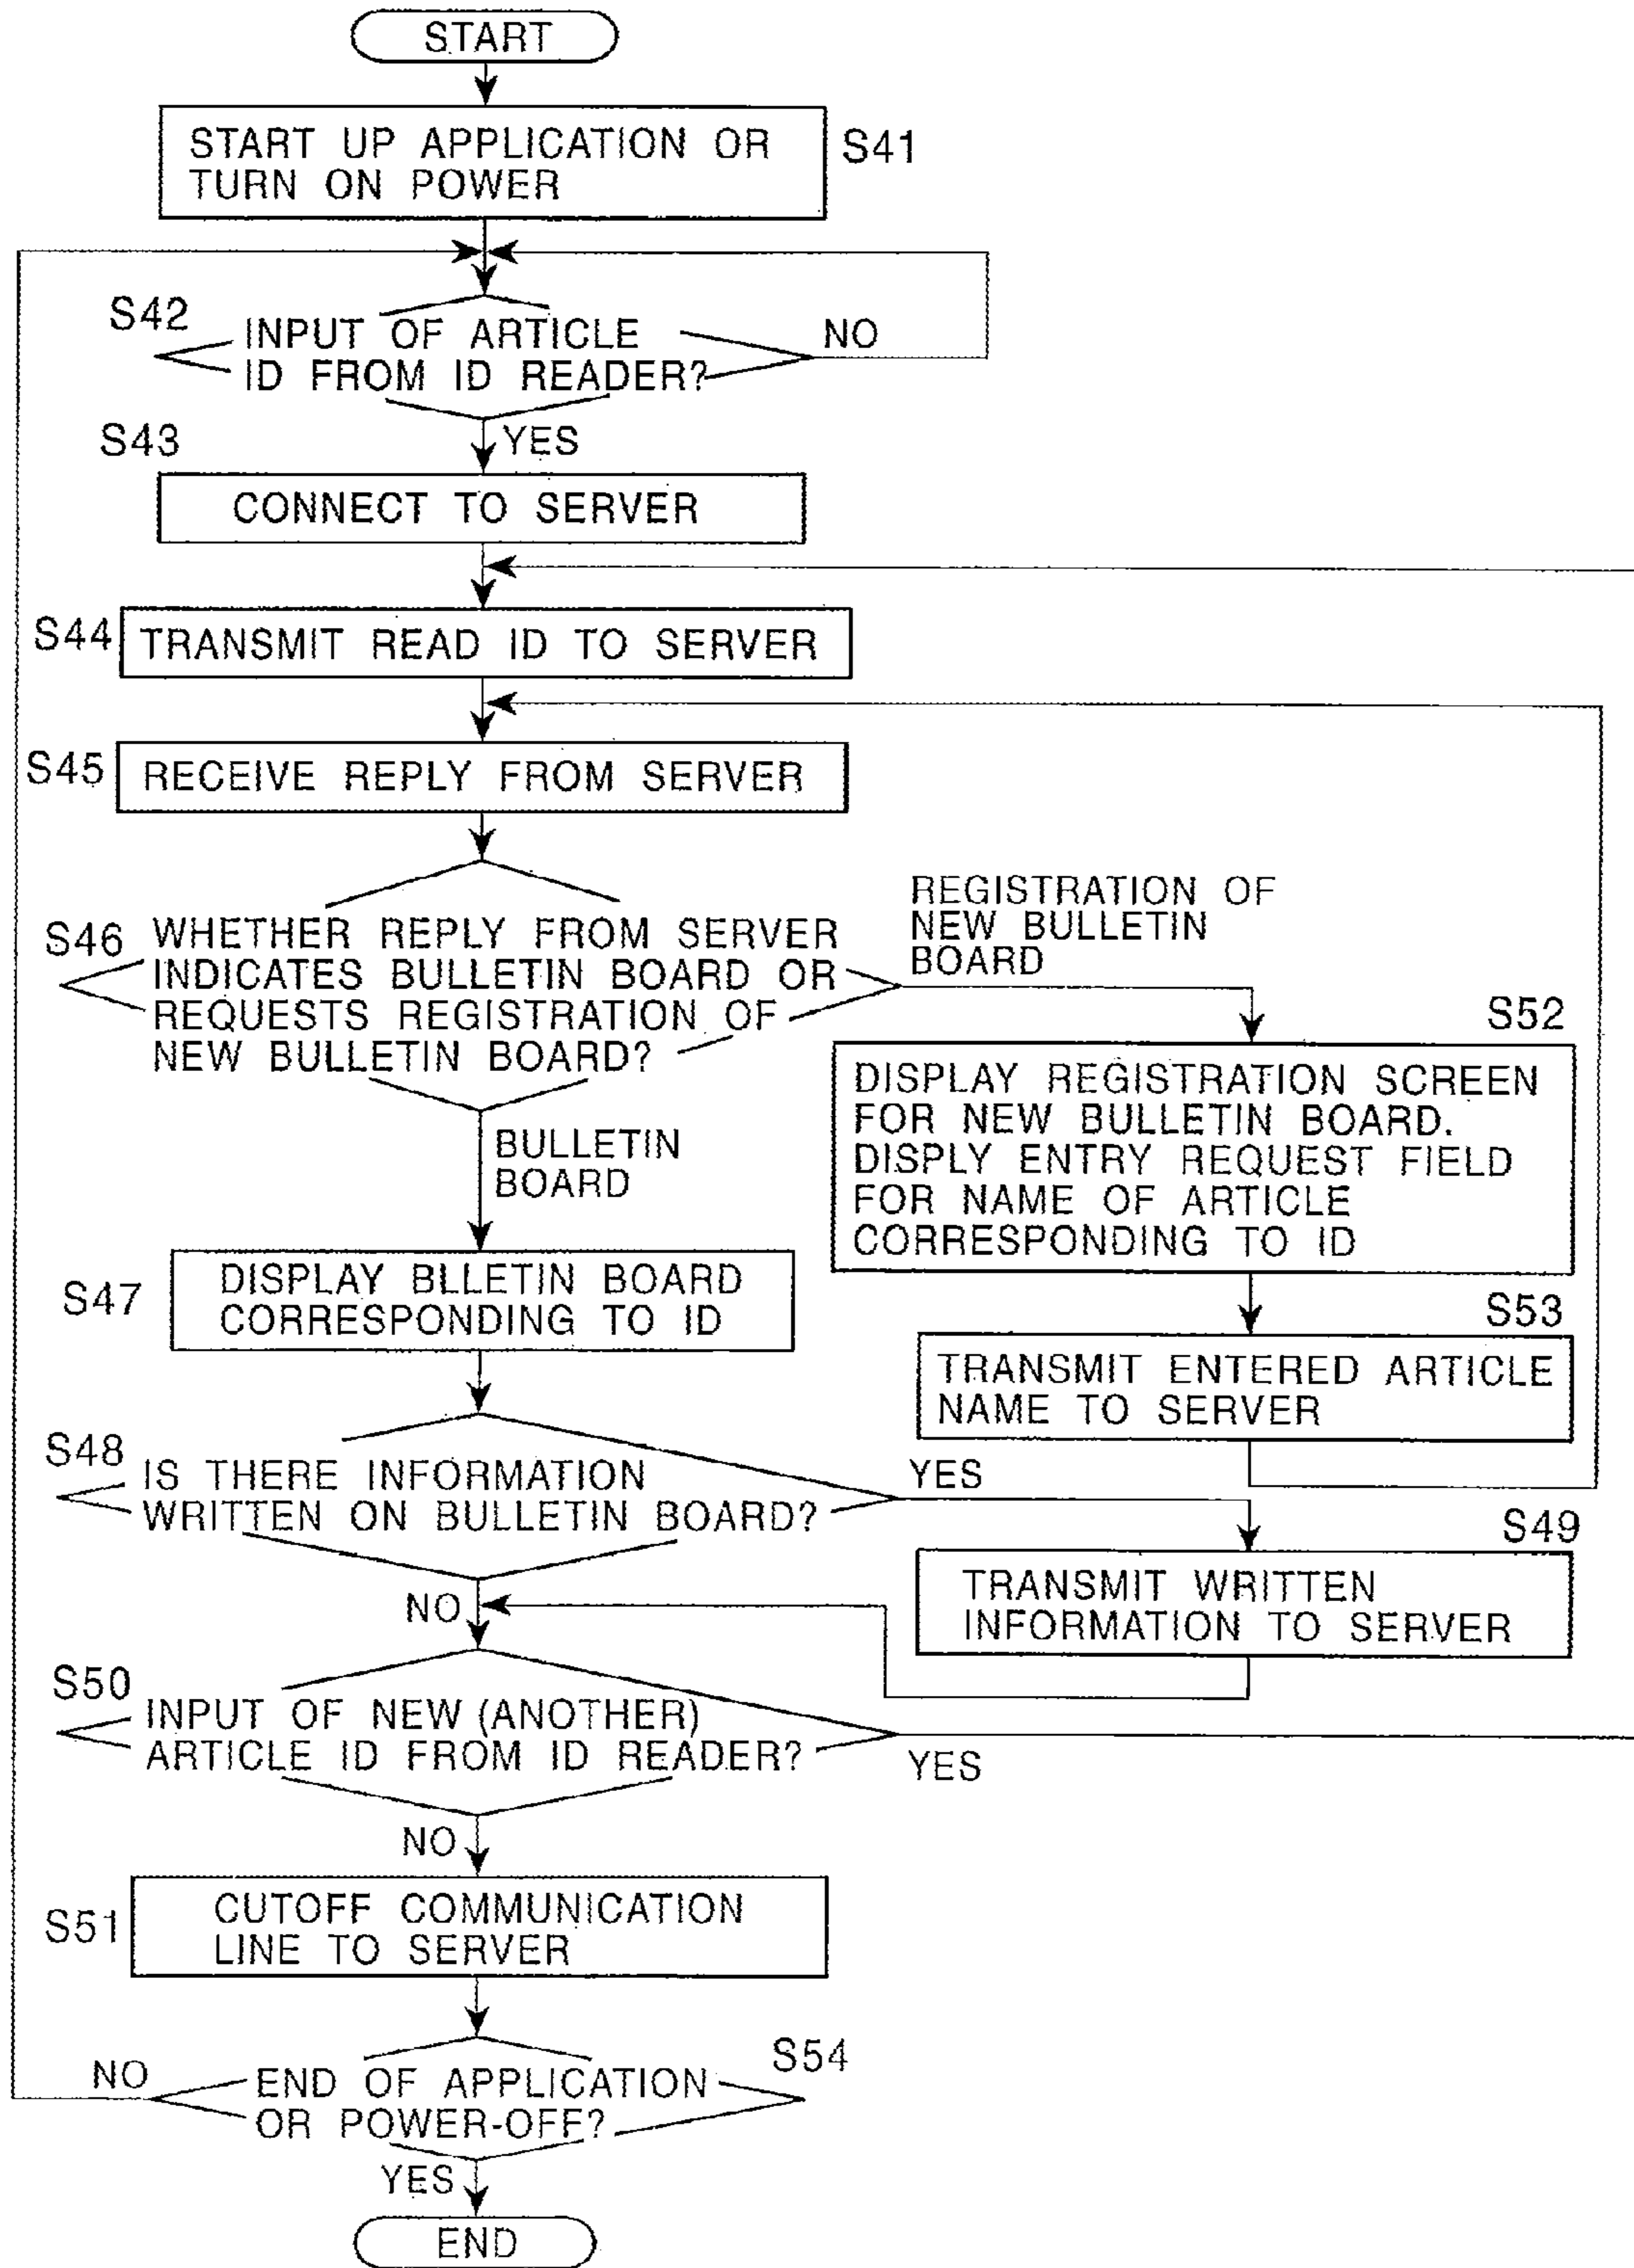 START
START UP APPLICATION OR
TURN ON POWER
S41
S42
INPUT OF ARTICLE
ID FROM ID READER?
NO
S43
YES
CONNECT TO SERVER
S44
TRANSMIT READ ID TO SERVER
S45
RECEIVE REPLY FROM SERVER
S46
WHETHER REPLY FROM SERVER
INDICATES BULLETIN BOARD OR
REQUESTS REGISTRATION OF
NEW BULLETIN BOARD?
REGISTRATION OF
NEW BULLETIN
BOARD
S52
DISPLAY REGISTRATION SCREEN
FOR NEW BULLETIN BOARD.
DISPLY ENTRY REQUEST FIELD
FOR NAME OF ARTICLE
CORRESPONDING TO ID
BULLETIN
BOARD
S47
DISPLAY BLLETIN BOARD
CORRESPONDING TO ID
S53
TRANSMIT ENTERED ARTICLE
NAME TO SERVER
S48
IS THERE INFORMATION
WRITTEN ON BULLETIN BOARD?
YES
S49
TRANSMIT WRITTEN
INFORMATION TO SERVER
NO
S50
INPUT OF NEW (ANOTHER)
ARTICLE ID FROM ID READER?
YES
NO
S51
CUTOFF COMMUNICATION
LINE TO SERVER
S54
NO
END OF APPLICATION
OR POWER-OFF?
YES
END